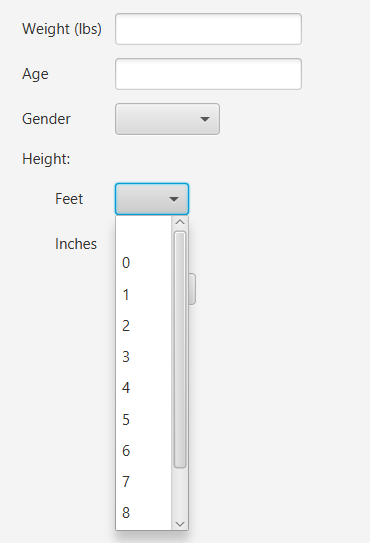 Weight (lbs)
Age
Gender
Height:
Feet
Inches
0
1
2
3
4
5
6
7
8